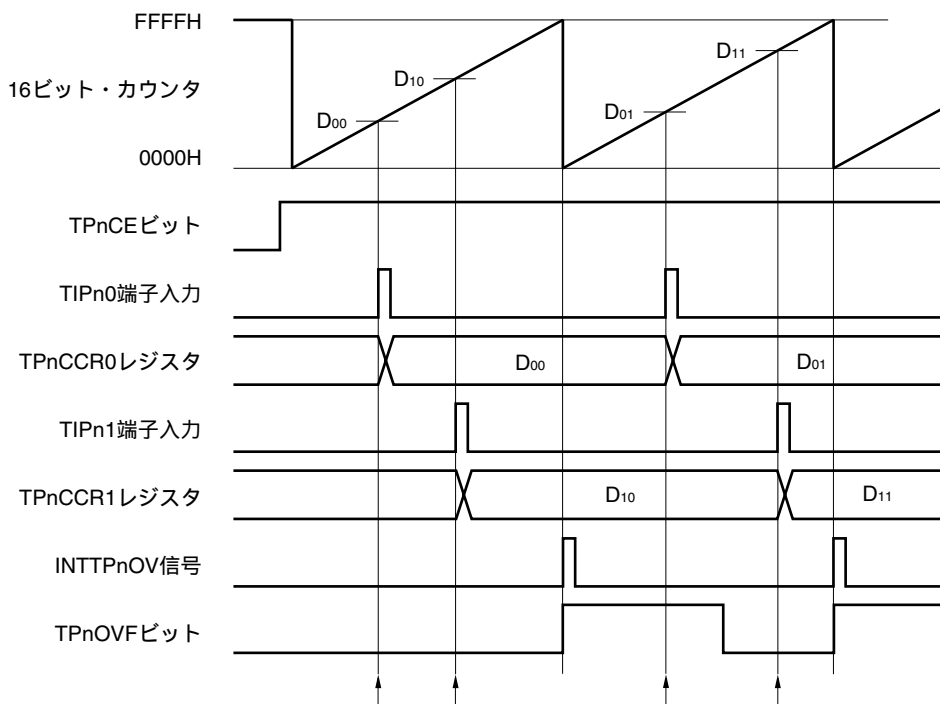 FFFFH
16ビット・カウンタ
0000H
D00
D10
D01
D11
TPnCEビット
TIPn0端子入力
TPnCCR0レジスタ
D00
D01
TIPn1端子入力
TPnCCR1レジスタ
D10
D11
INTTPnOV信号
TPnOVFビット